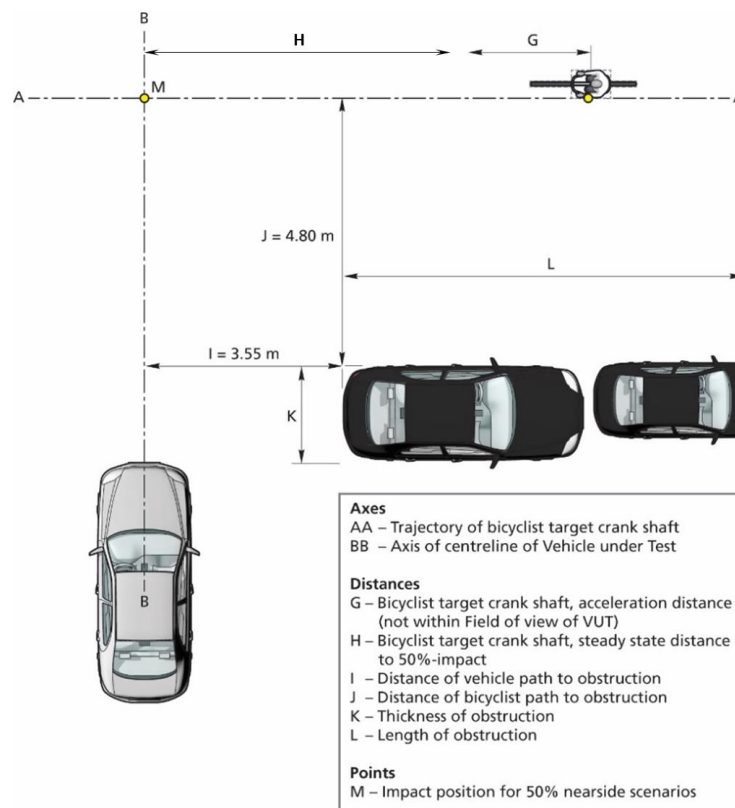 B
H
G
M
A
A
J = 4.80 m
L
I = 3.55 m
K
B
Axes
AA – Trajectory of bicyclist target crank shaft
BB – Axis of centreline of Vehicle under Test
Distances
G – Bicyclist target crank shaft, acceleration distance
(not within Field of view of VUT)
H – Bicyclist target crank shaft, steady state distance
to 50%-impact
I – Distance of vehicle path to obstruction
J – Distance of bicyclist path to obstruction
K – Thickness of obstruction
L – Length of obstruction
Points
M – Impact position for 50% nearside scenarios